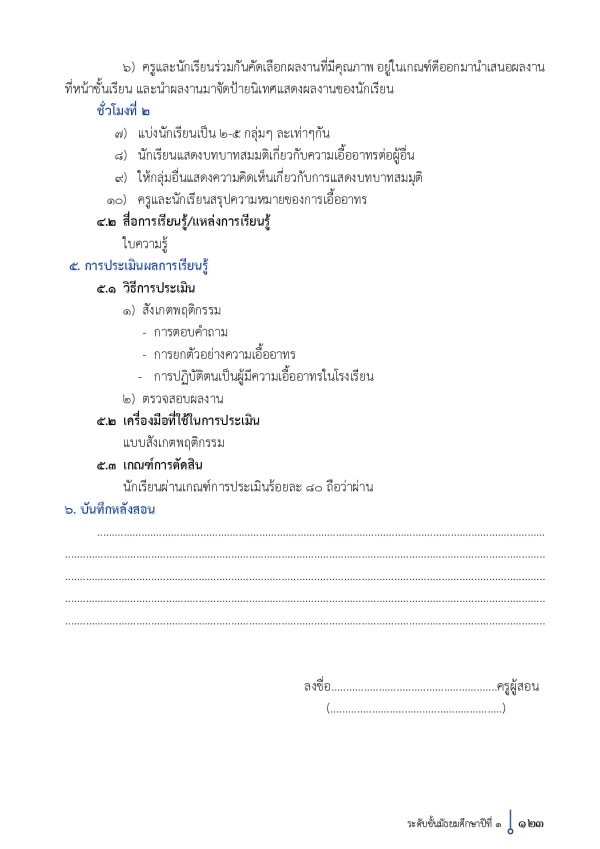 ๖) ครูและนักเรียนร่วมกันคัดเลือกผลงานที่มีคุณภาพ อยู่ในเกณฑ์ดีออกมานำเสนอผลงาน
ที่หน้าชั้นเรียน และนำผลงานมาจัดป้ายนิเทศแสดงผลงานของนักเรียน
ชั่วโมงที่ ๒
๗) แบ่งนักเรียนเป็น ๒-๕ กลุ่มๆ ละเท่าๆกัน
๘) นักเรียนแสดงบทบาทสมมติเกี่ยวกับความเอื้ออาทรต่อผู้อื่น
๙) ให้กลุ่มอื่นแสดงความคิดเห็นเกี่ยวกับการแสดงบทบาทสมมุติ
๑๐) ครูและนักเรียนสรุปความหมายของการเอื้ออาทร
๔.๒ สื่อการเรียนรู้/แหล่งการเรียนรู้
ใบความรู้
๕. การประเมินผลการเรียนรู้
๕.๑ วิธีการประเมิน
๑) สังเกตพฤติกรรม
- การตอบคำถาม
- การยกตัวอย่างความเอื้ออาทร
- การปฏิบัติตนเป็นผู้มีความเอื้ออาทรในโรงเรียน
๒) ตรวจสอบผลงาน
๕.๒ เครื่องมือที่ใช้ในการประเมิน
แบบสังเกตพฤติกรรม
๕.๓ เกณฑ์การตัดสิน
นักเรียนผ่านเกณฑ์การประเมินร้อยละ ๘๐ ถือว่าผ่าน
๖. บันทึกหลังสอน
ลงชื่อ........................................................ครูผู้สอน
(..........................................................)
ระดับชั้นมัธยมศึกษาปีที่ ๑ ๑๒๓